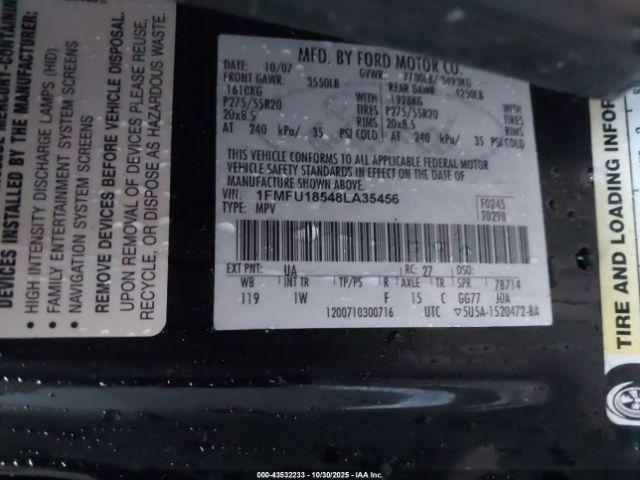 DEVICES INSTALLED BY THE MANUFACTURER:
• HIGH INTENSITY DISCHARGE LAMPS (HID)
• FAMILY ENTERTAINMENT SYSTEM SCREENS
• NAVIGATION SYSTEM SCREENS
REMOVE DEVICES BEFORE VEHICLE DISPOSAL.
UPON REMOVAL OF DEVICES PLEASE REUSE,
RECYCLE, OR DISPOSE AS HAZARDOUS WASTE.
MFD. BY FORD MOTOR CO.
DATE: 10/07 GVWR: 7700LB/ 3493KG
FRONT GAWR: 3550LB REAR GAWR: 4250LB
1610KG 1928KG
P275/55R20 TIRES P275/55R20 TIRES
20x8.5 RIMS 20x8.5 RIMS
AT 240 kPa/ 35 PSI COLD AT 240 kPa/ 35 PSI COLD
THIS VEHICLE CONFORMS TO ALL APPLICABLE FEDERAL MOTOR
VEHICLE SAFETY STANDARDS IN EFFECT ON THE DATE OF
MANUFACTURE SHOWN ABOVE.
VIN: 1FMFU18548LA35456 F0245
TYPE: MPV T0298
EXT PNT: UA RC: 27 DSO:
WB INT TR TP/PS R AXLE TR SPR 78714
119 1W F 15 C GG77 JOA
1200710300716 UTC ▽5U5A-1520472-BA
TIRE AND LOADING INFOR
000-43532233 - 10/30/2025 - IAA Inc.